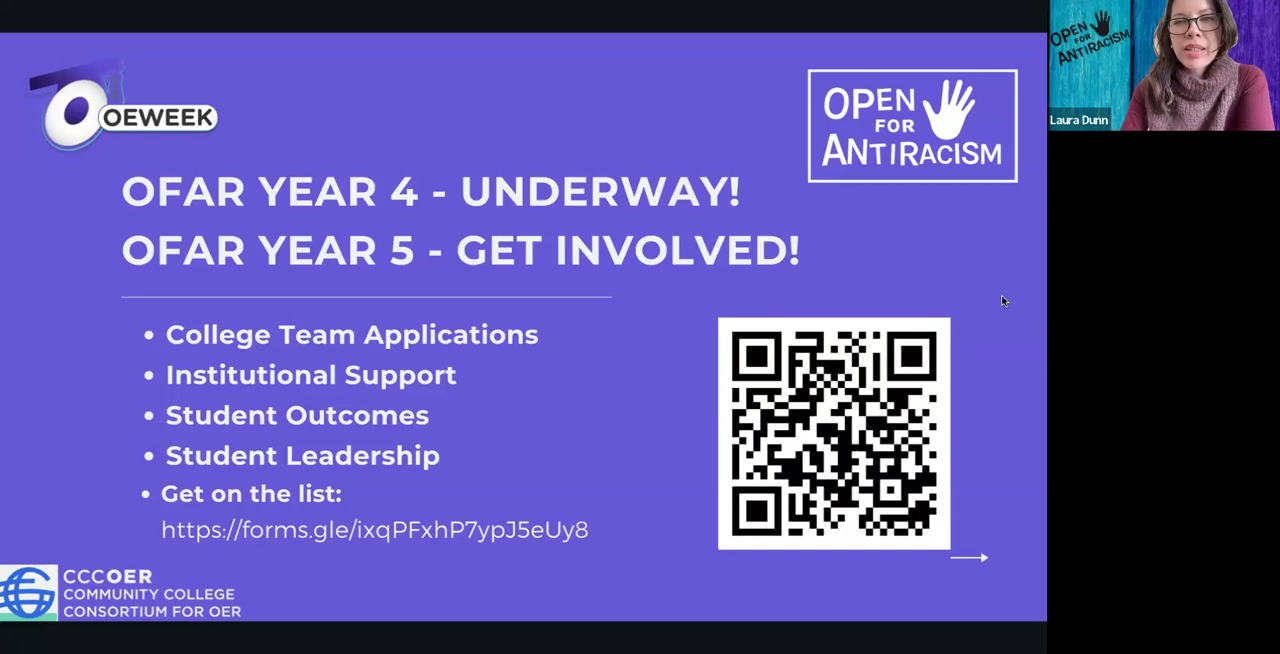 OEWEEK
OPEN
FOR
ANTIRACISM
OFAR YEAR 4 - UNDERWAY!
OFAR YEAR 5 - GET INVOLVED!
• College Team Applications
• Institutional Support
• Student Outcomes
• Student Leadership
• Get on the list:
https://forms.gle/ixqPFxhP7ypJ5eUy8
CCCOER
COMMUNITY COLLEGE
CONSORTIUM FOR OER
OPEN
FOR
ANTIRACISM
Laura Dunn